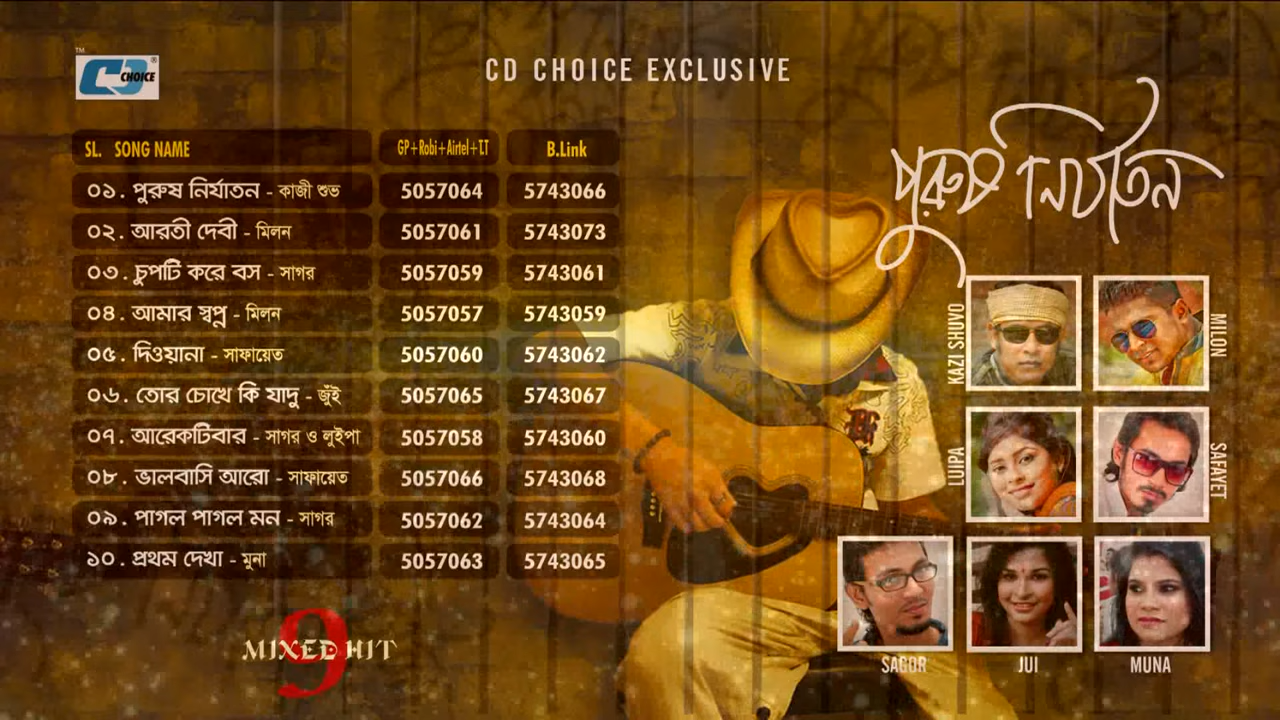 TM
CD CHOICE ®
CD CHOICE EXCLUSIVE
পুরুষ নির্যাতন
SL. SONG NAME GP+Robi+Airtel+T.T B.Link
০১. পুরুষ নির্যাতন - কাজী শুভ 5057064 5743066
০২. আরতী দেবী - মিলন 5057061 5743073
০৩. চুপটি করে বস - সাগর 5057059 5743061
০৪. আমার স্বপ্ন - মিলন 5057057 5743059
০৫. দিওয়ানা - সাফায়েত 5057060 5743062
০৬. তোর চোখে কি যাদু - জুঁই 5057065 5743067
০৭. আরেকটিবার - সাগর ও লুইপা 5057058 5743060
০৮. ভালবাসি আরো - সাফায়েত 5057066 5743068
০৯. পাগল পাগল মন - সাগর 5057062 5743064
১০. প্রথম দেখা - মুনা 5057063 5743065
KAZI SHUVO
MILON
LUIPA
SAFAYET
SAGOR JUI MUNA
MIXED HIT
9